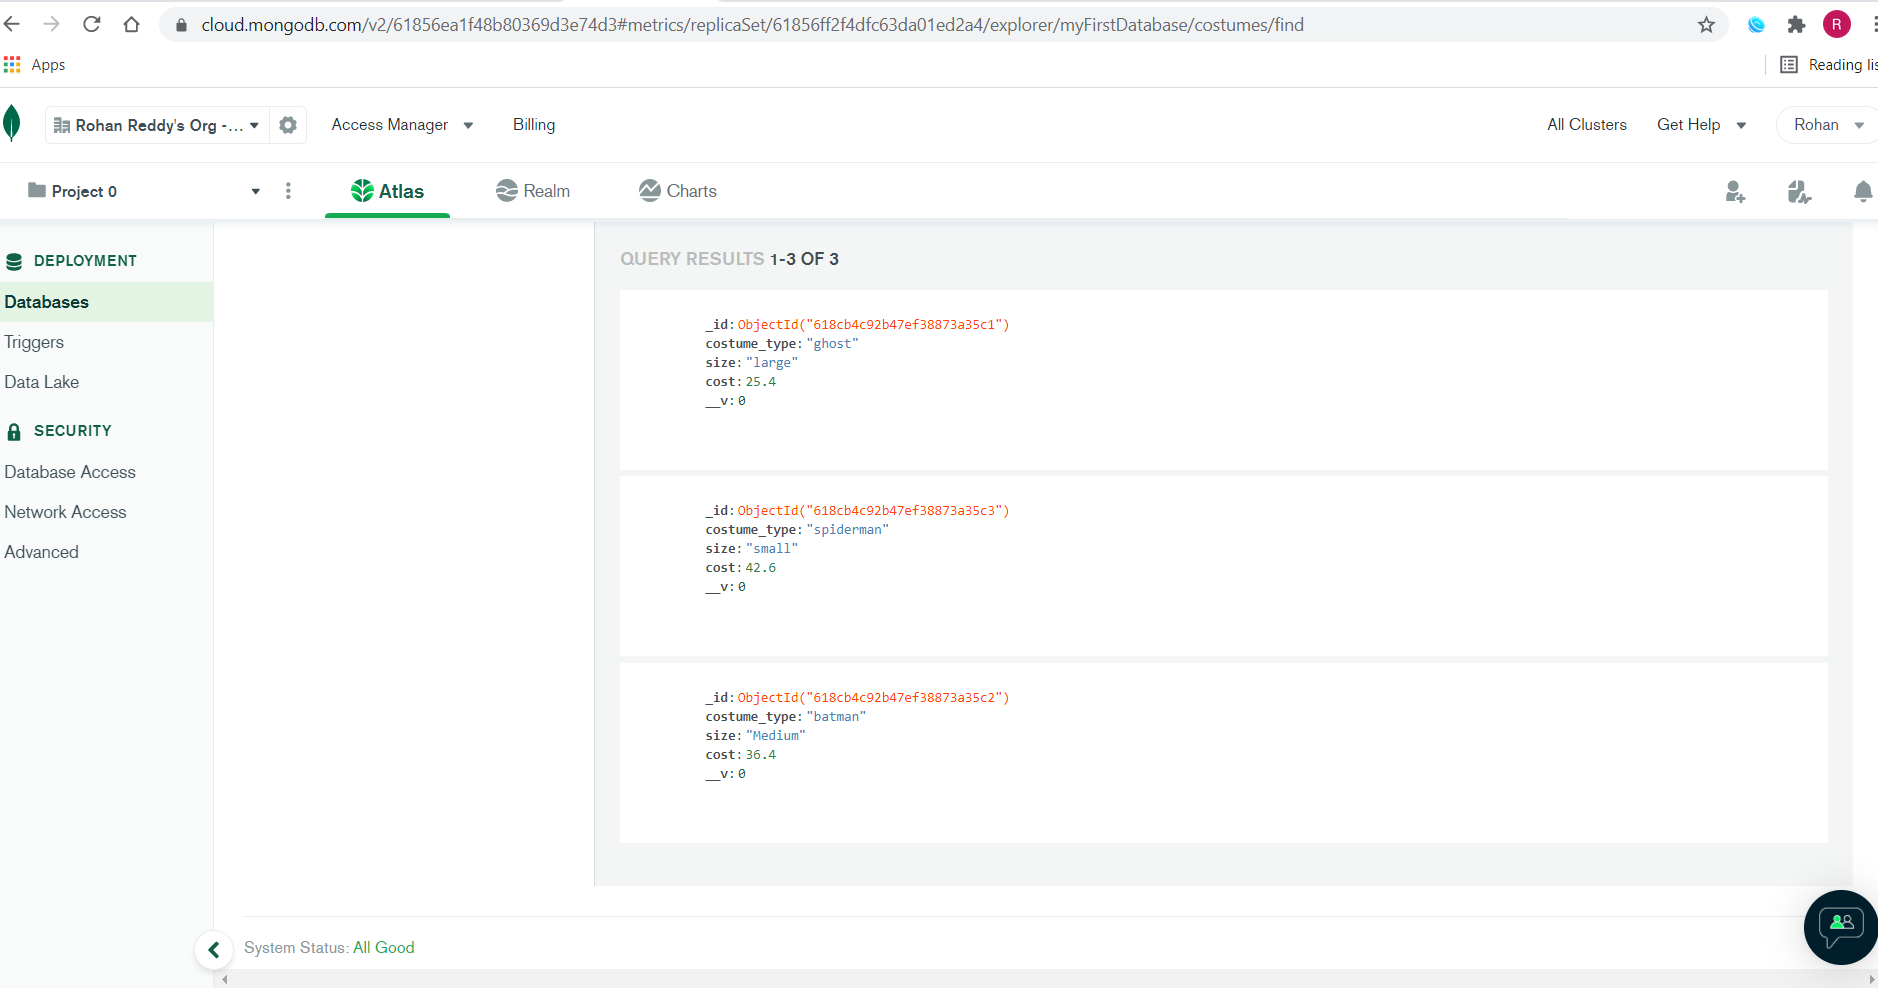 cloud.mongodb.com/v2/61856ea1f48b80369d3e74d3#metrics/replicaSet/61856ff2f4dfc63da01ed2a4/explorer/myFirstDatabase/costumes/find
R
Apps
Reading lis
Rohan Reddy's Org -...
Access Manager
Billing
All Clusters
Get Help
Rohan
Project 0
Atlas
Realm
Charts
DEPLOYMENT
Databases
Triggers
Data Lake
SECURITY
Database Access
Network Access
Advanced
QUERY RESULTS 1-3 OF 3
_id: ObjectId("618cb4c92b47ef38873a35c1")
costume_type: "ghost"
size: "large"
cost: 25.4
__v: 0
_id: ObjectId("618cb4c92b47ef38873a35c3")
costume_type: "spiderman"
size: "small"
cost: 42.6
__v: 0
_id: ObjectId("618cb4c92b47ef38873a35c2")
costume_type: "batman"
size: "Medium"
cost: 36.4
__v: 0
System Status: All Good